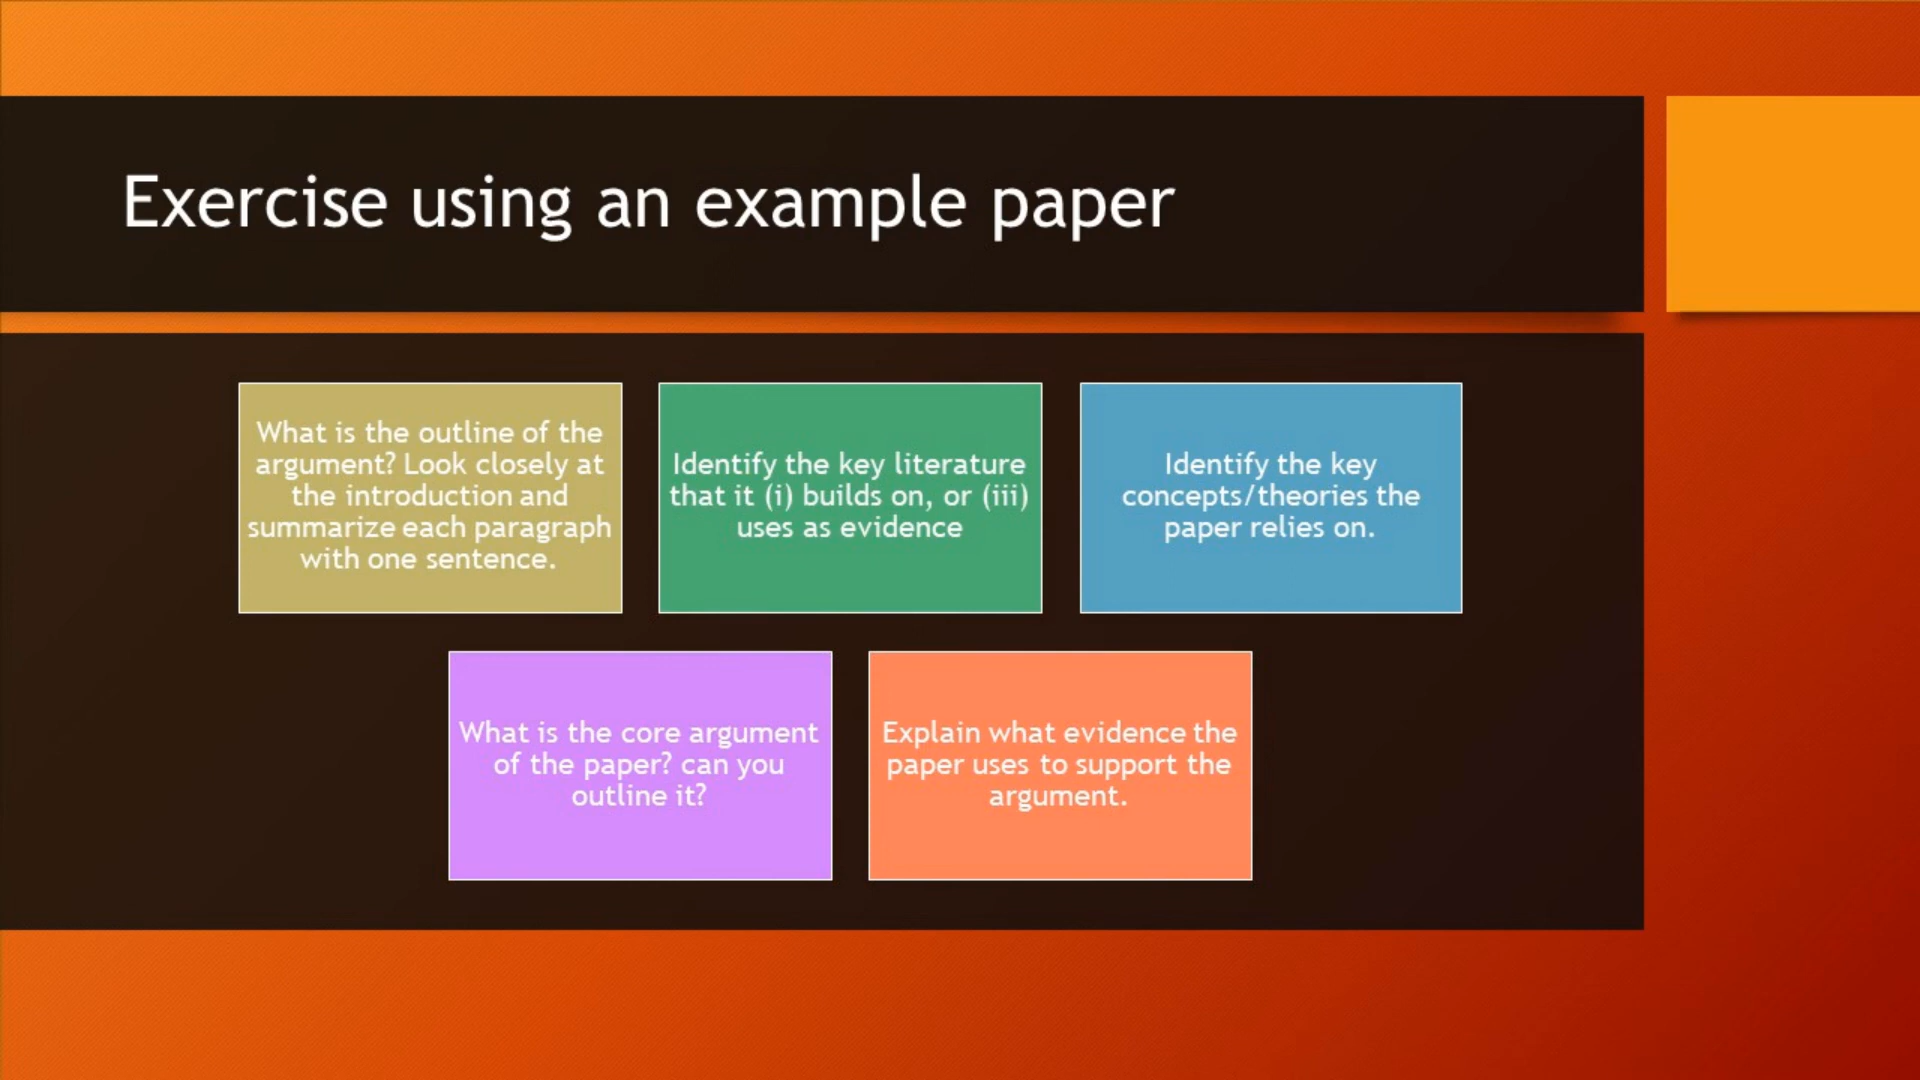 Exercise using an example paper
What is the outline of the
argument? Look closely at
the introduction and
summarize each paragraph
with one sentence.
Identify the key literature
that it (i) builds on, or (iii)
uses as evidence
Identify the key
concepts/theories the
paper relies on.
What is the core argument
of the paper? can you
outline it?
Explain what evidence the
paper uses to support the
argument.